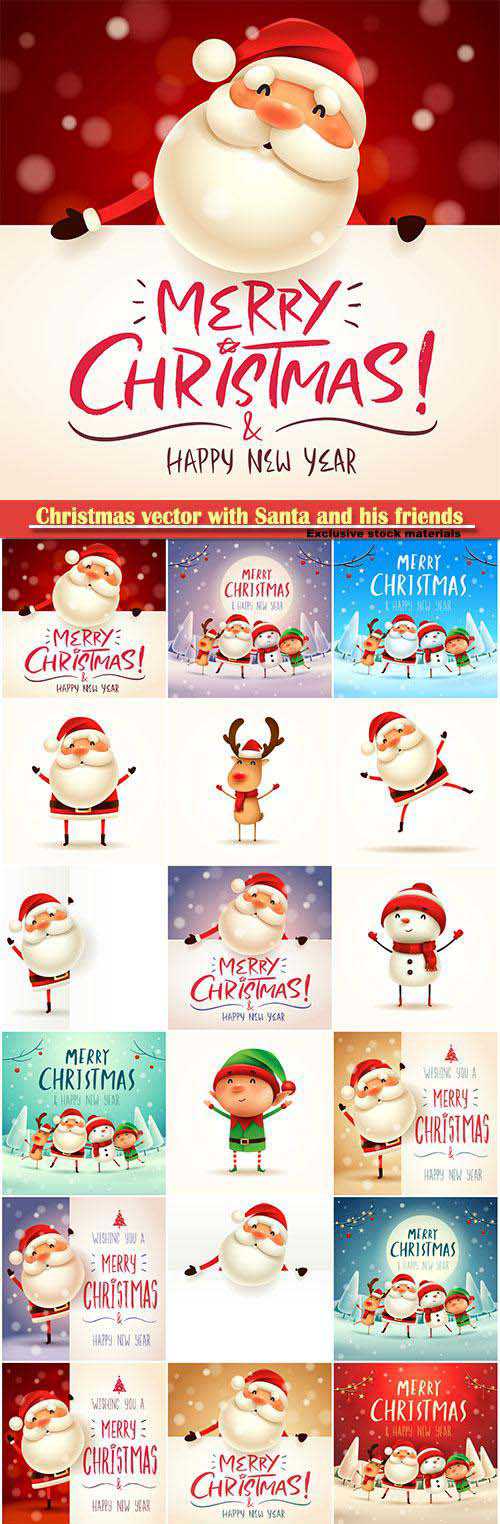 MERRY
CHRISTMAS!
&
HAPPY NEW YEAR
Christmas vector with Santa and his friends
Exclusive stock materials
MERRY
CHRISTMAS!
&
HAPPY NEW YEAR
MERRY
CHRISTMAS
& HAPPY NEW YEAR
MERRY
CHRISTMAS
& HAPPY NEW YEAR
MERRY
CHRISTMAS!
&
HAPPY NEW YEAR
MERRY
CHRISTMAS
& HAPPY NEW YEAR
WISHING YOU A
MERRY
CHRISTMAS
&
HAPPY NEW YEAR
WISHING YOU A
MERRY
CHRISTMAS
&
HAPPY NEW YEAR
MERRY
CHRISTMAS
& HAPPY NEW YEAR
WISHING YOU A
MERRY
CHRISTMAS
&
HAPPY NEW YEAR
MERRY
CHRISTMAS!
&
HAPPY NEW YEAR
MERRY
CHRISTMAS
& HAPPY NEW YEAR